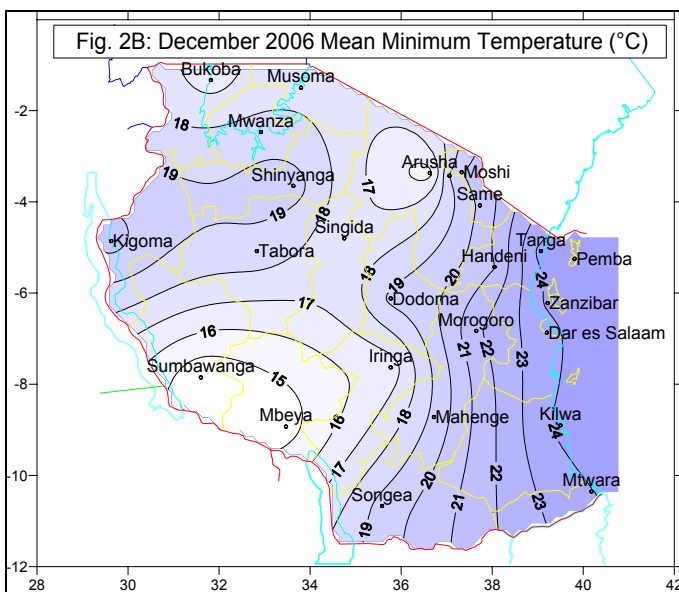 Fig. 2B: December 2006 Mean Minimum Temperature (°C)
Bukoba
Musoma
-2
18
Mwanza
Arusha
Moshi
19
Shinyanga
17
-4
Same
19
18
Singida
Kigoma
Tabora
20
Handeni
Tanga
Pemba
-6
18
19
Dodoma
24
Zanzibar
17
Morogoro
Dar es Salaam
16
21
22
23
Iringa
Sumbawanga
15
-8
Mbeya
16
18
Mahenge
Kilwa
24
17
-10
20
21
22
23
Mtwara
Songea
19
-12
28
30
32
34
36
38
40
42